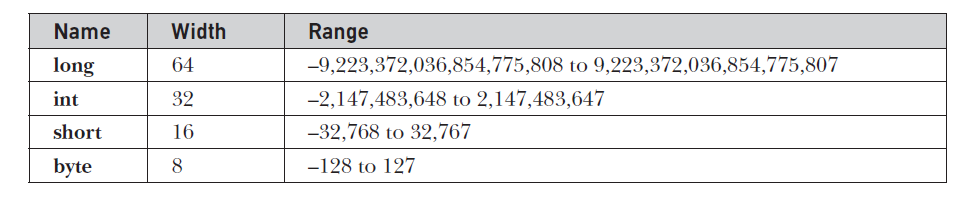 Name Width Range
long 64 –9,223,372,036,854,775,808 to 9,223,372,036,854,775,807
int 32 –2,147,483,648 to 2,147,483,647
short 16 –32,768 to 32,767
byte 8 –128 to 127